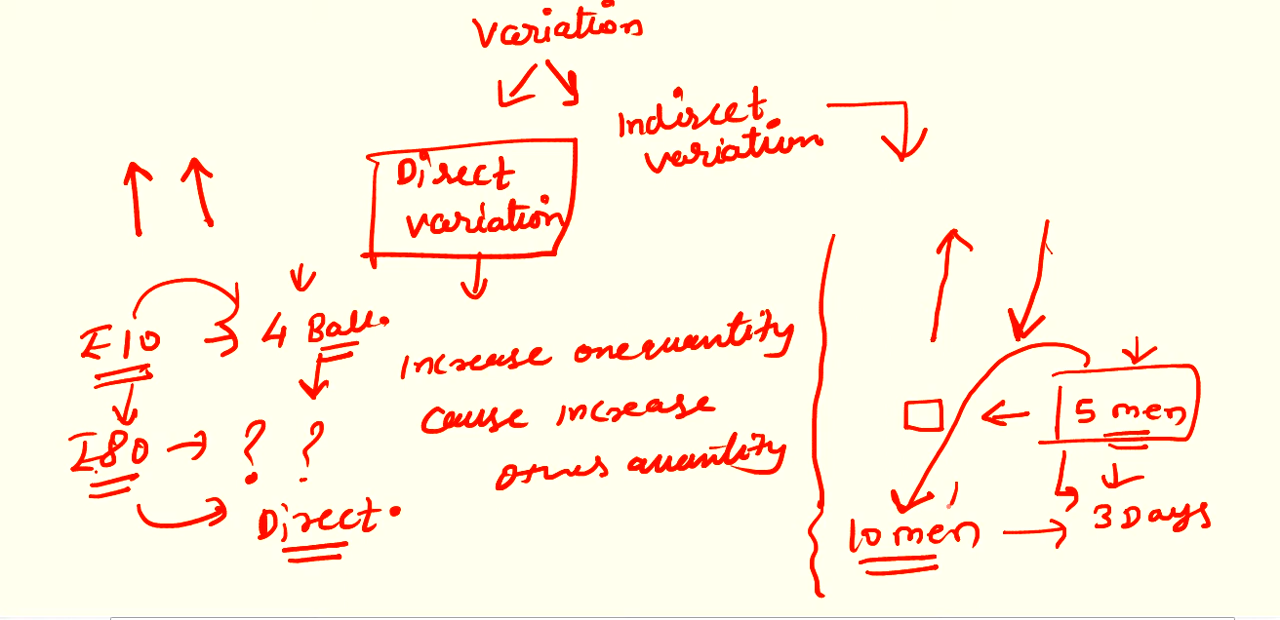 Variation
Indirect
variation
Direct
variation
₹10 → 4 Ball.
₹80 → ? ?
Direct.
Increase one quantity
cause increase
other quantity
15 men
10 men → 3 Days